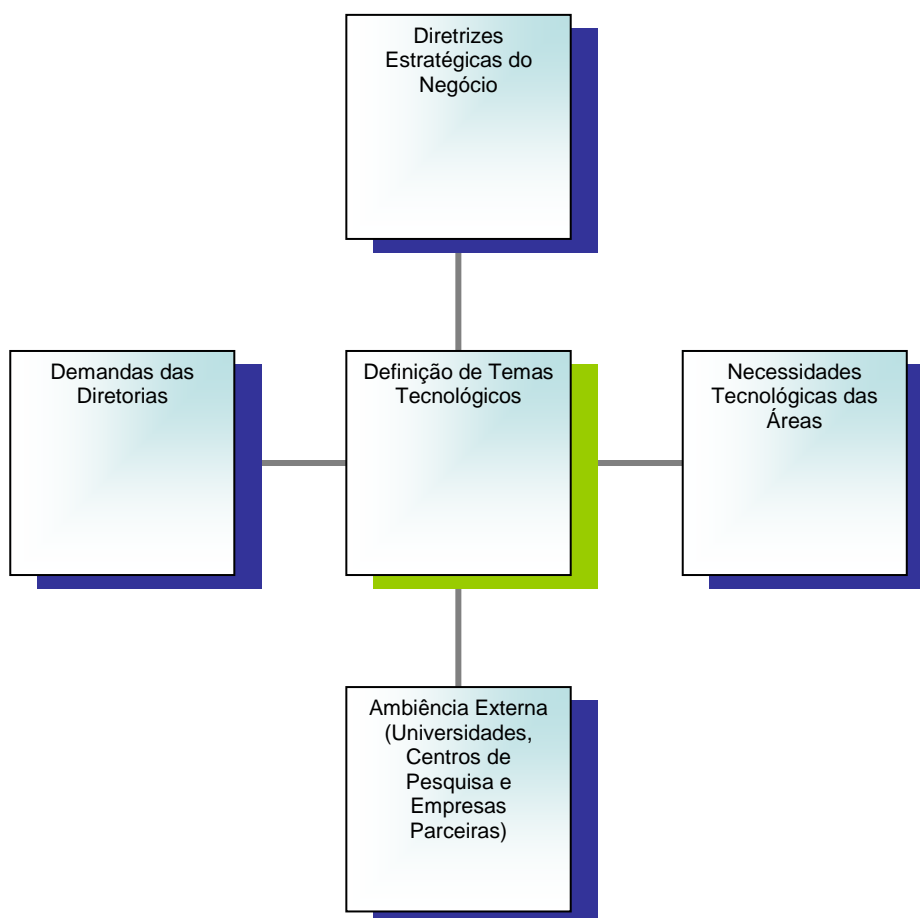 Diretrizes
Estratégicas do
Negócio
Demandas das
Diretorias
Definição de Temas
Tecnológicos
Necessidades
Tecnológicas das
Áreas
Ambiência Externa
(Universidades,
Centros de
Pesquisa e
Empresas
Parceiras)